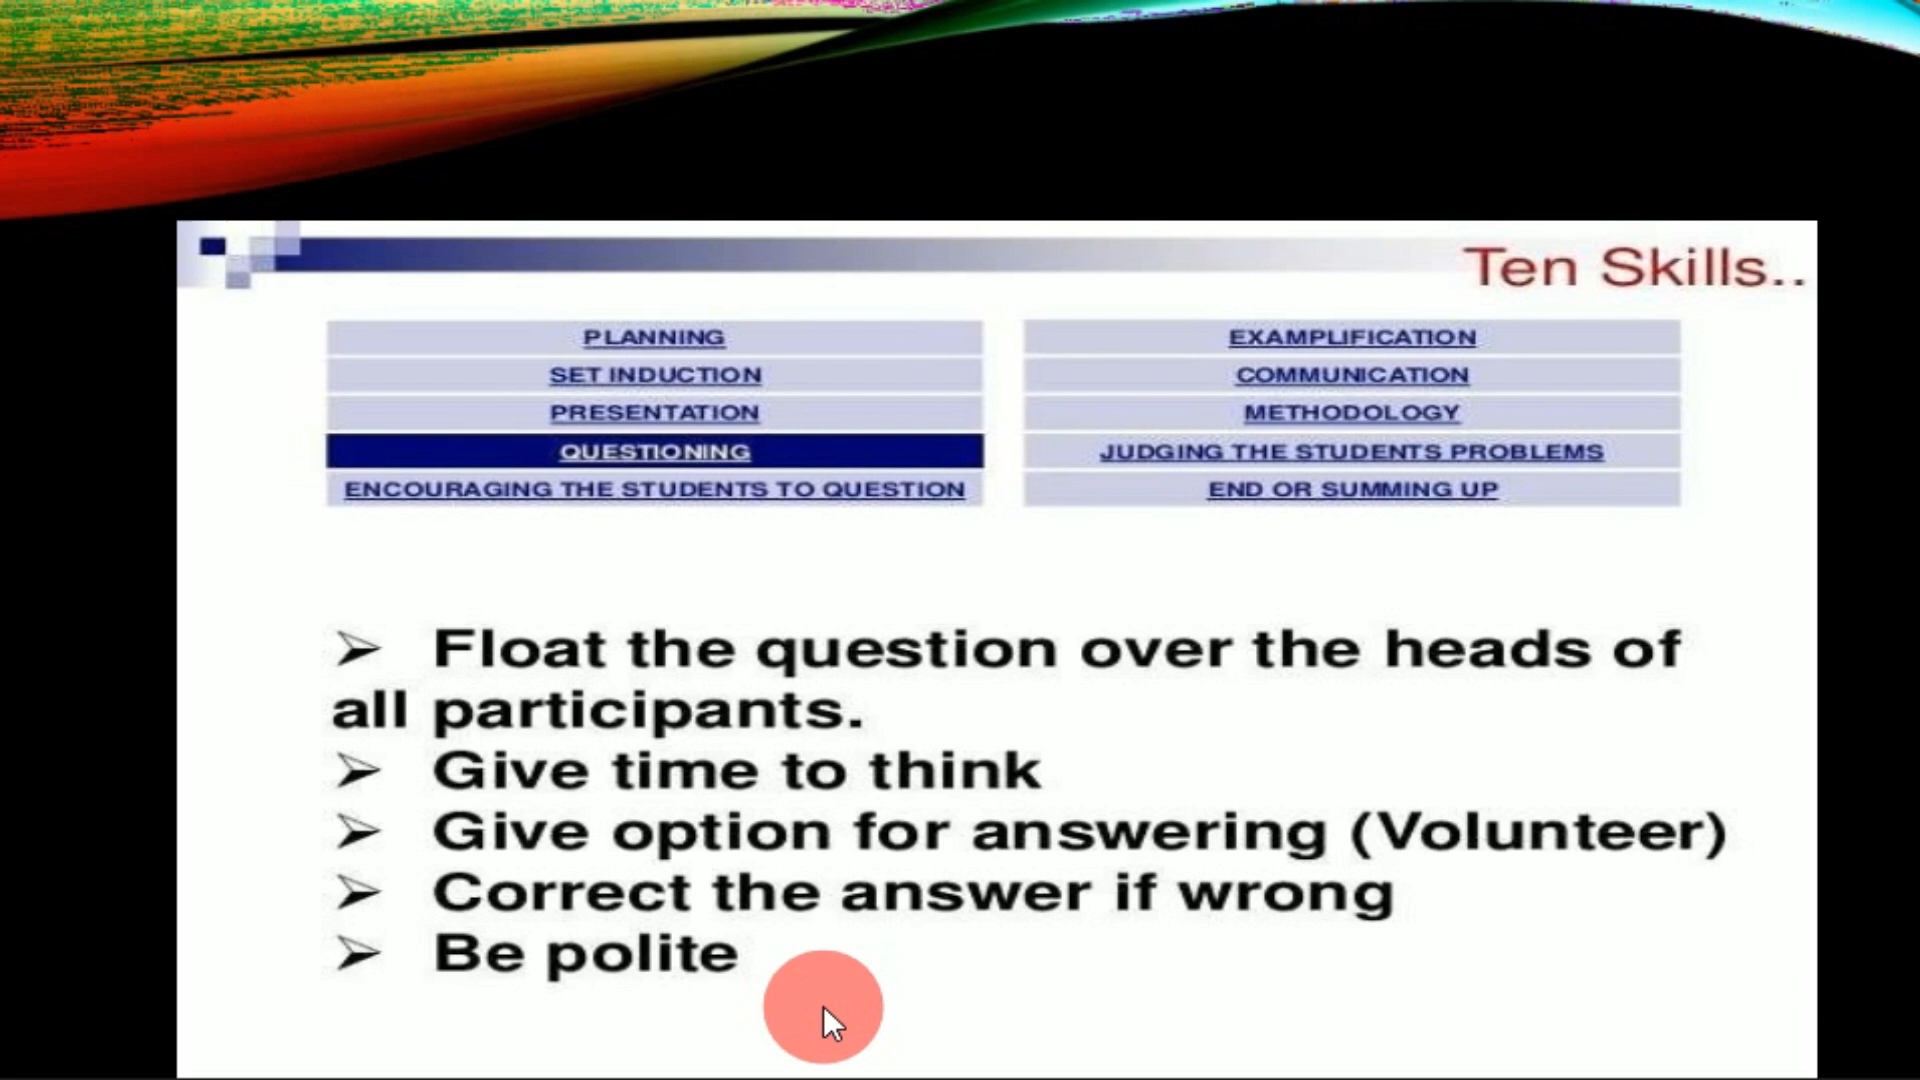 Ten Skills..
PLANNING
SET INDUCTION
PRESENTATION
QUESTIONING
ENCOURAGING THE STUDENTS TO QUESTION
EXAMPLIFICATION
COMMUNICATION
METHODOLOGY
JUDGING THE STUDENTS PROBLEMS
END OR SUMMING UP
➢ Float the question over the heads of
all participants.
➢ Give time to think
➢ Give option for answering (Volunteer)
➢ Correct the answer if wrong
➢ Be polite